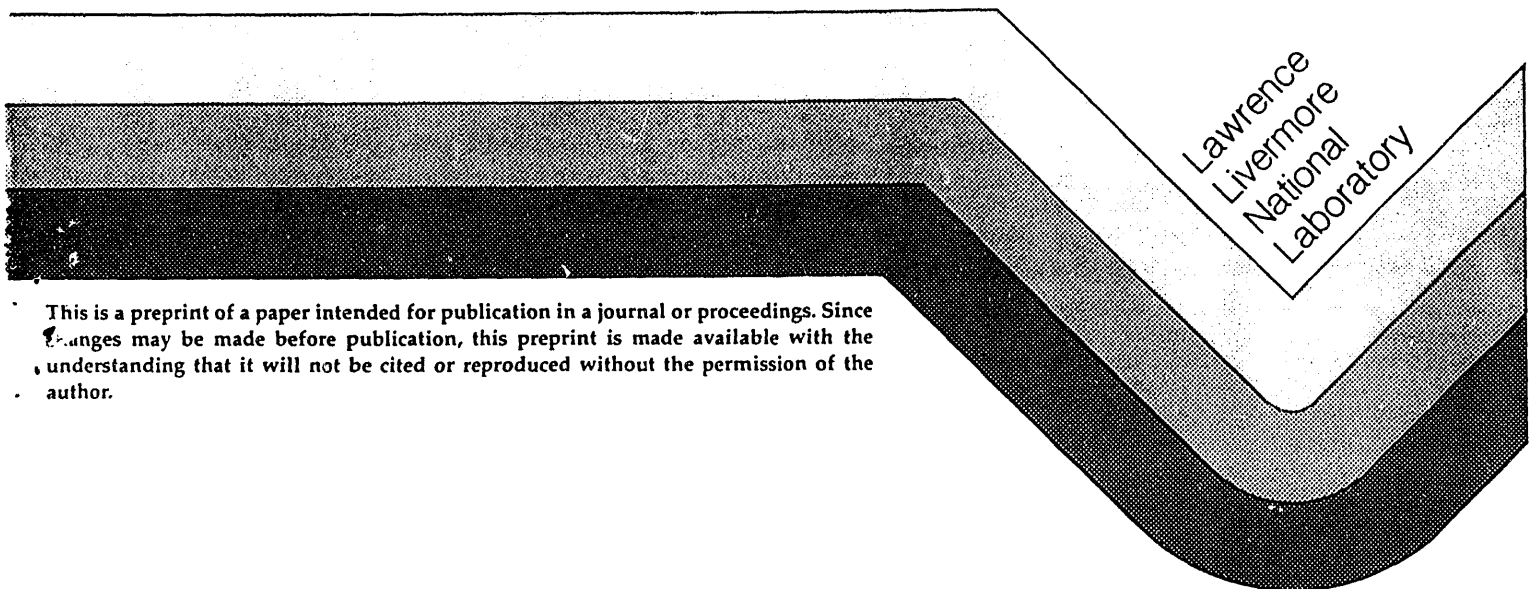 Lawrence
Livermore
National
Laboratory
This is a preprint of a paper intended for publication in a journal or proceedings. Since
changes may be made before publication, this preprint is made available with the
understanding that it will not be cited or reproduced without the permission of the
author.